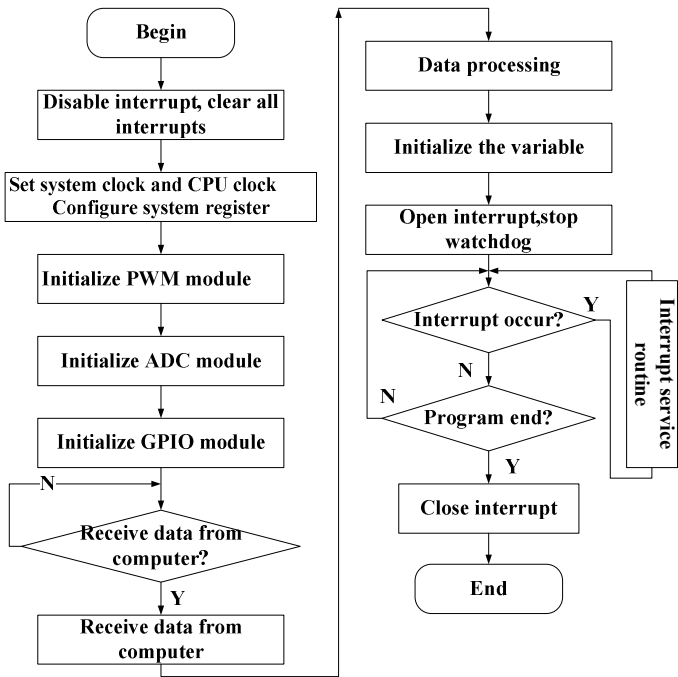 Begin
Disable interrupt, clear all
interrupts
Set system clock and CPU clock
Configure system register
Initialize PWM module
Initialize ADC module
Initialize GPIO module
N
Receive data from
computer?
Y
Receive data from
computer
Data processing
Initialize the variable
Open interrupt,stop
watchdog
Interrupt occur?
Y
Interrupt service
routine
N
N
Program end?
Y
Close interrupt
End